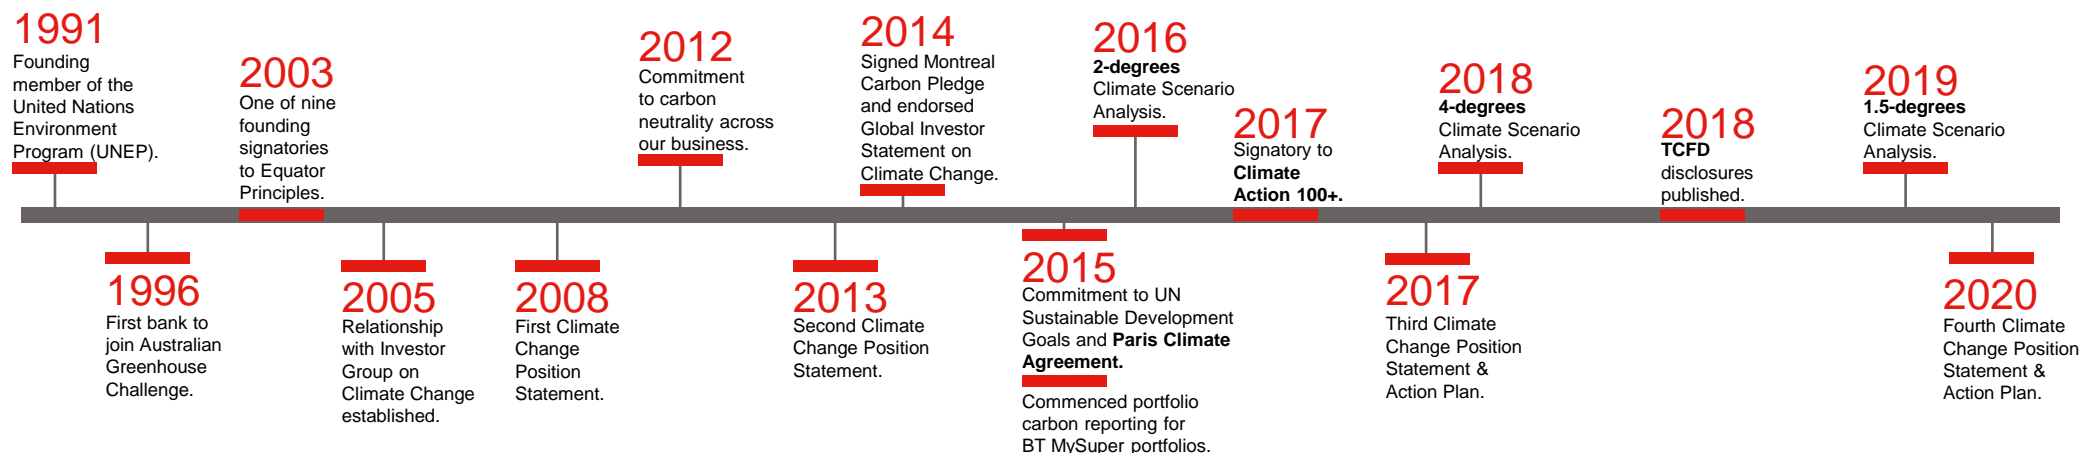 1991
Founding
member of the
United Nations
Environment
Program (UNEP).
2003
One of nine
founding
signatories
to Equator
Principles.
2012
Commitment
to carbon
neutrality across
our business.
2014
Signed Montreal
Carbon Pledge
and endorsed
Global Investor
Statement on
Climate Change.
2016
2-degrees
Climate Scenario
Analysis.
2017
Signatory to
Climate
Action 100+.
2018
4-degrees
Climate Scenario
Analysis.
2018
TCFD
disclosures
published.
2019
1.5-degrees
Climate Scenario
Analysis.
1996
First bank to
join Australian
Greenhouse
Challenge.
2005
Relationship
with Investor
Group on
Climate Change
established.
2008
First Climate
Change
Position
Statement.
2013
Second Climate
Change Position
Statement.
2015
Commitment to UN
Sustainable Development
Goals and Paris Climate
Agreement.
Commenced portfolio
carbon reporting for
BT MySuper portfolios.
2017
Third Climate
Change Position
Statement &
Action Plan.
2020
Fourth Climate
Change Position
Statement &
Action Plan.